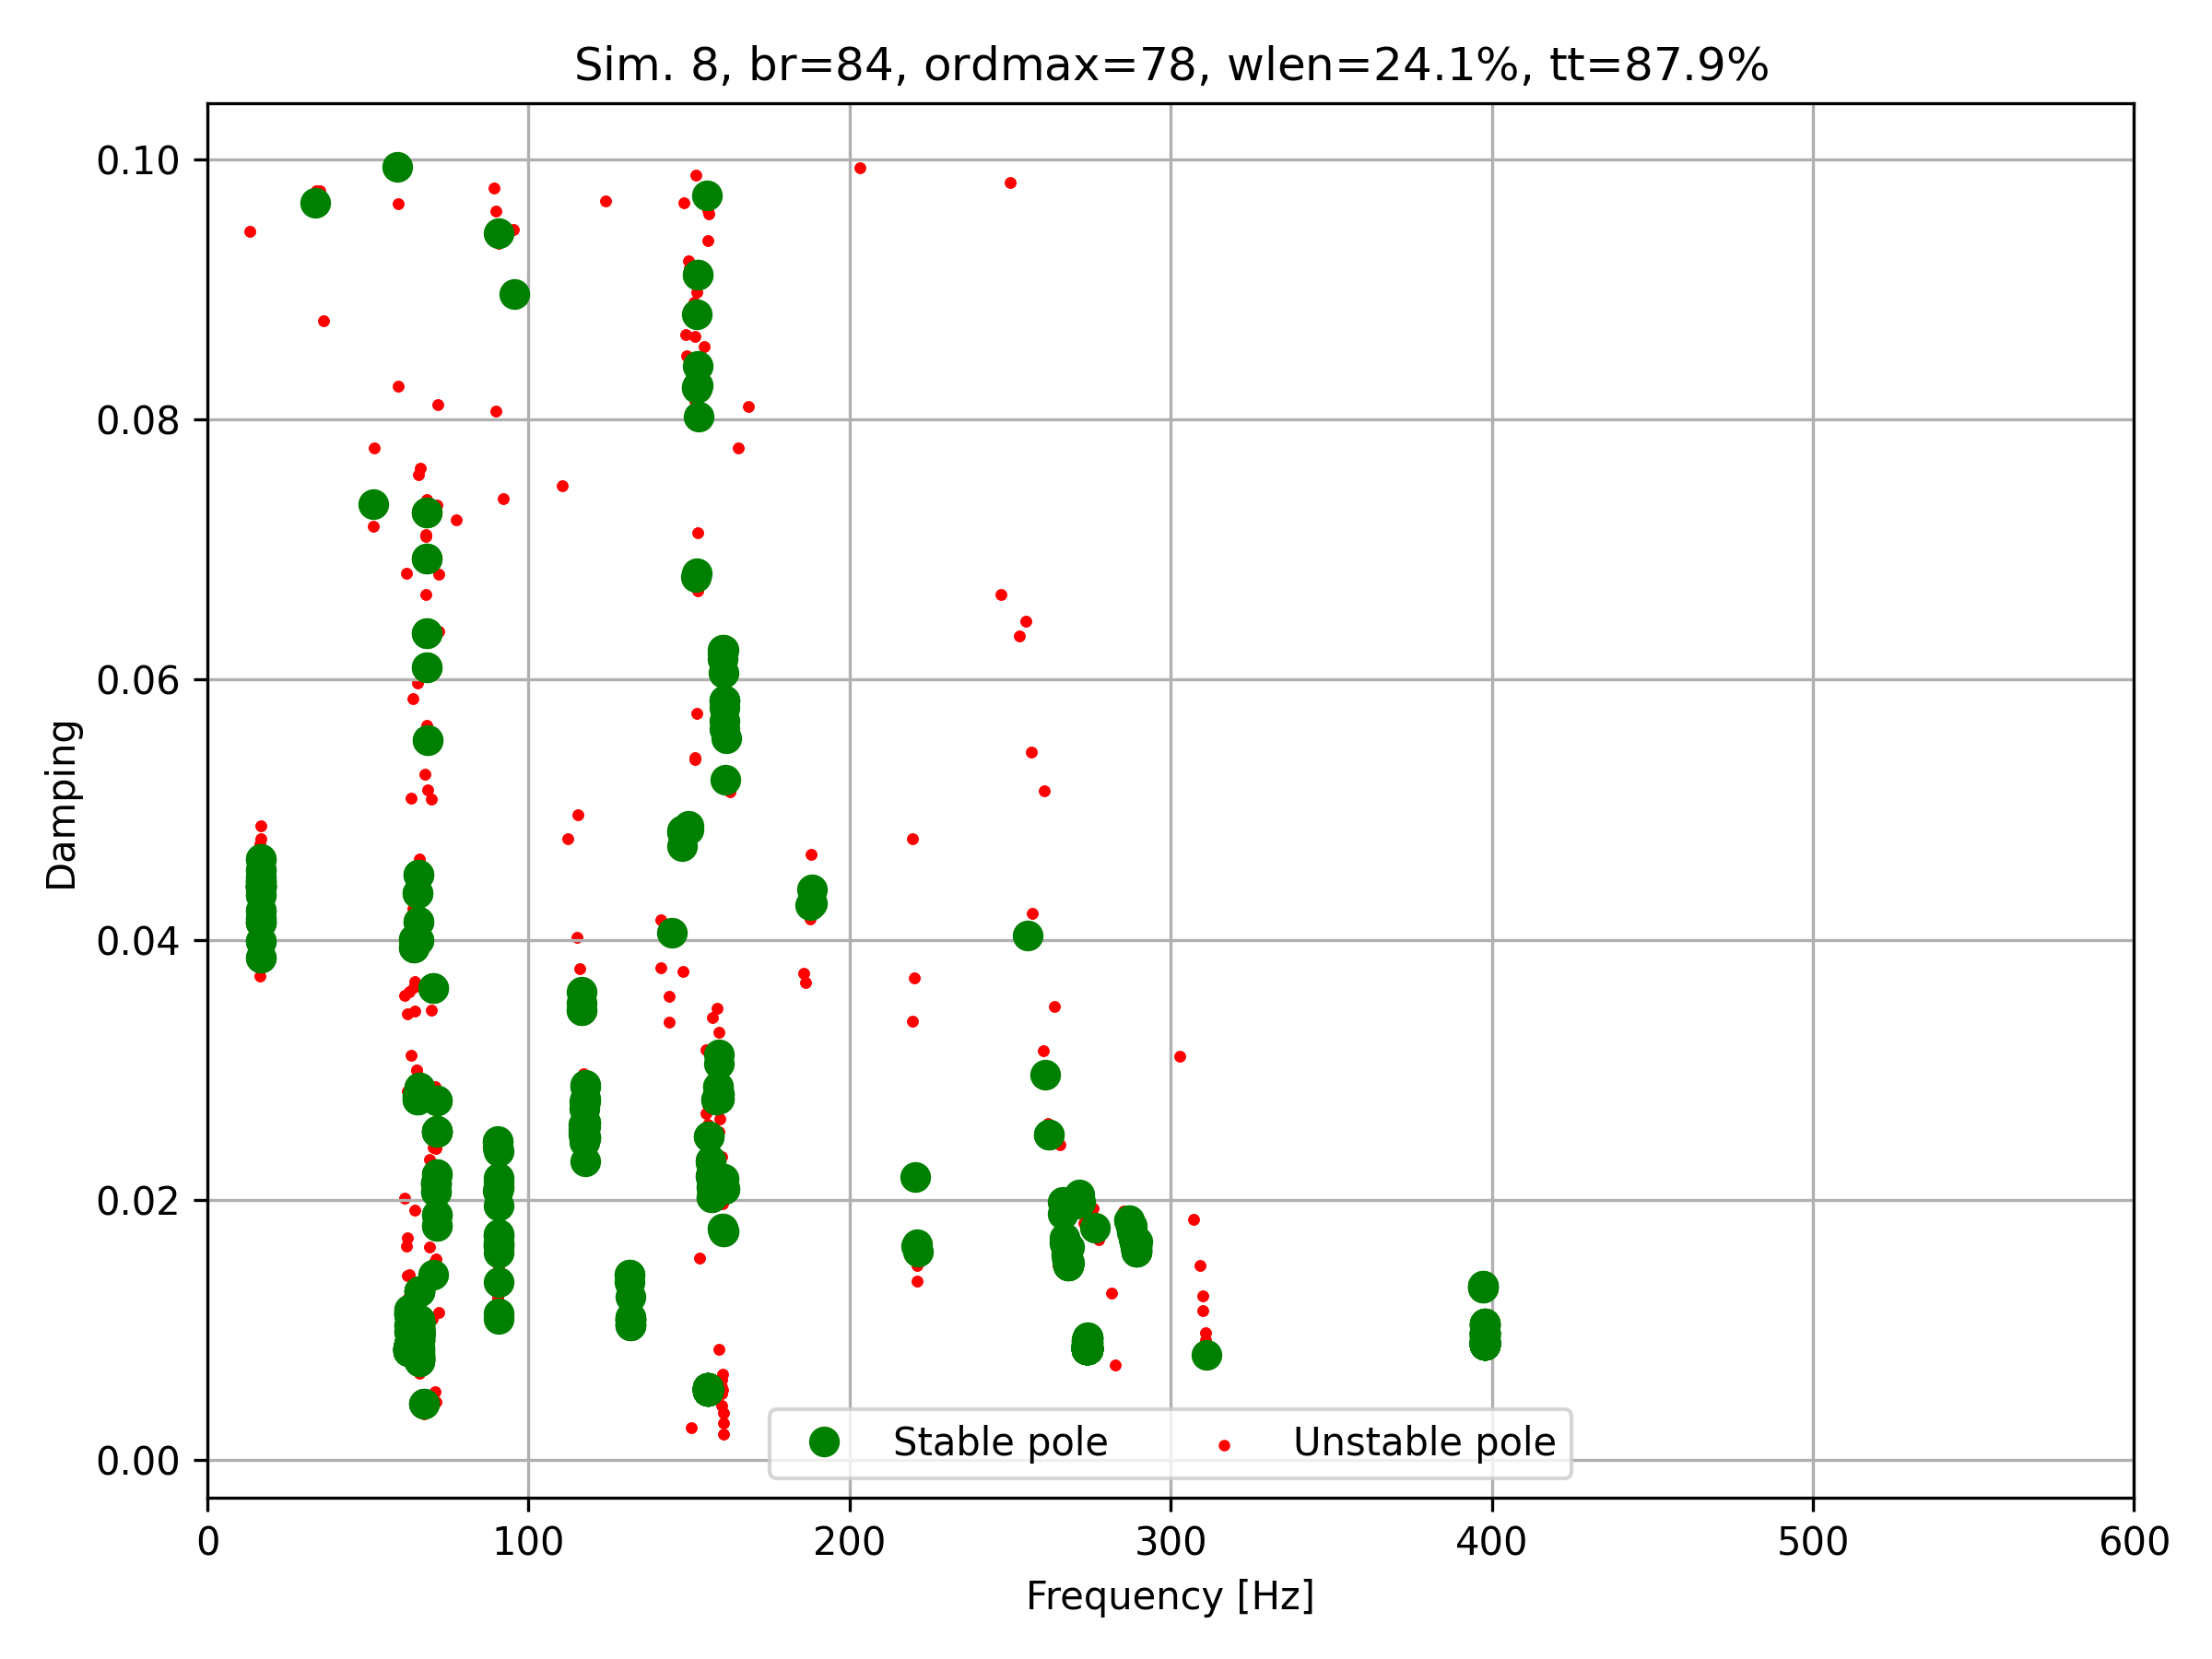 Sim. 8, br=84, ordmax=78, wlen=24.1%, tt=87.9%
0.10
0.08
0.06
0.04
0.02
0.00
Damping
Stable pole Unstable pole
0 100 200 300 400 500 600
Frequency [Hz]